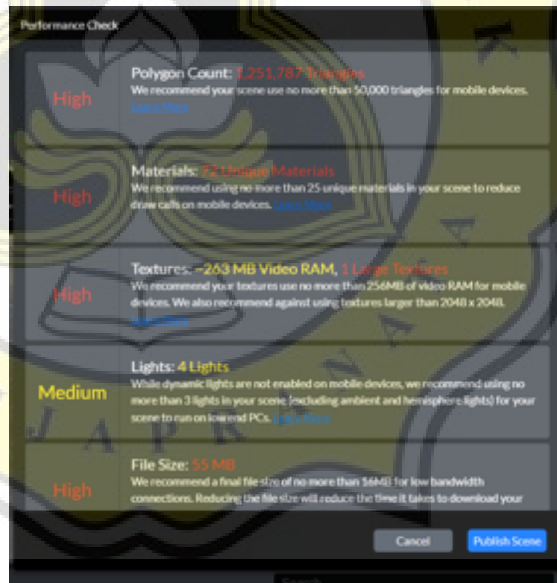 Performance Check
High
Polygon Count: 1,251,787 Triangles
We recommend your scene use no more than 50,000 triangles for mobile devices.
Learn More
High
Materials: 72 Unique Materials
We recommend using no more than 25 unique materials in your scene to reduce
draw calls on mobile devices. Learn More
High
Textures: ~263 MB Video RAM, 1 Large Textures
We recommend your textures use no more than 256MB of video RAM for mobile
devices. We also recommend against using textures larger than 2048 x 2048.
Learn More
Medium
Lights: 4 Lights
While dynamic lights are not enabled on mobile devices, we recommend using no
more than 3 lights in your scene (excluding ambient and hemisphere lights) for your
scene to run on low end PCs. Learn More
High
File Size: 55 MB
We recommend a final file size of no more than 16MB for low bandwidth
connections. Reducing the file size will reduce the time it takes to download your
Cancel
Publish Scene